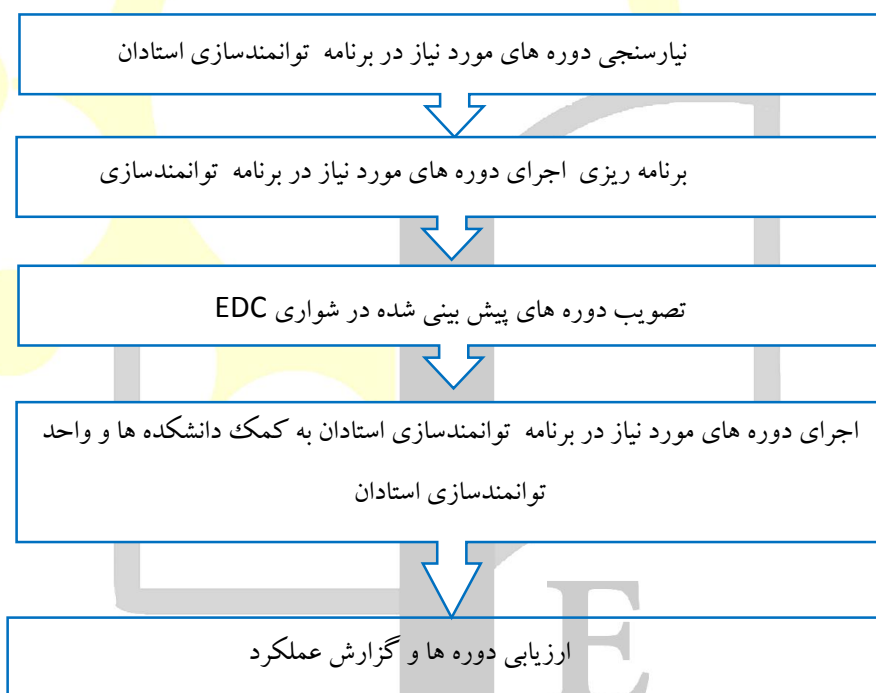 نیارسنجی دوره های مورد نیاز در برنامه توانمندسازی استادان
برنامه ریزی اجرای دوره های مورد نیاز در برنامه توانمندسازی
تصویب دوره های پیش بینی شده در شواری EDC
اجرای دوره های مورد نیاز در برنامه توانمندسازی استادان به کمک دانشکده ها و واحد
توانمندسازی استادان
E
ارزیابی دوره ها و گزارش عملکرد